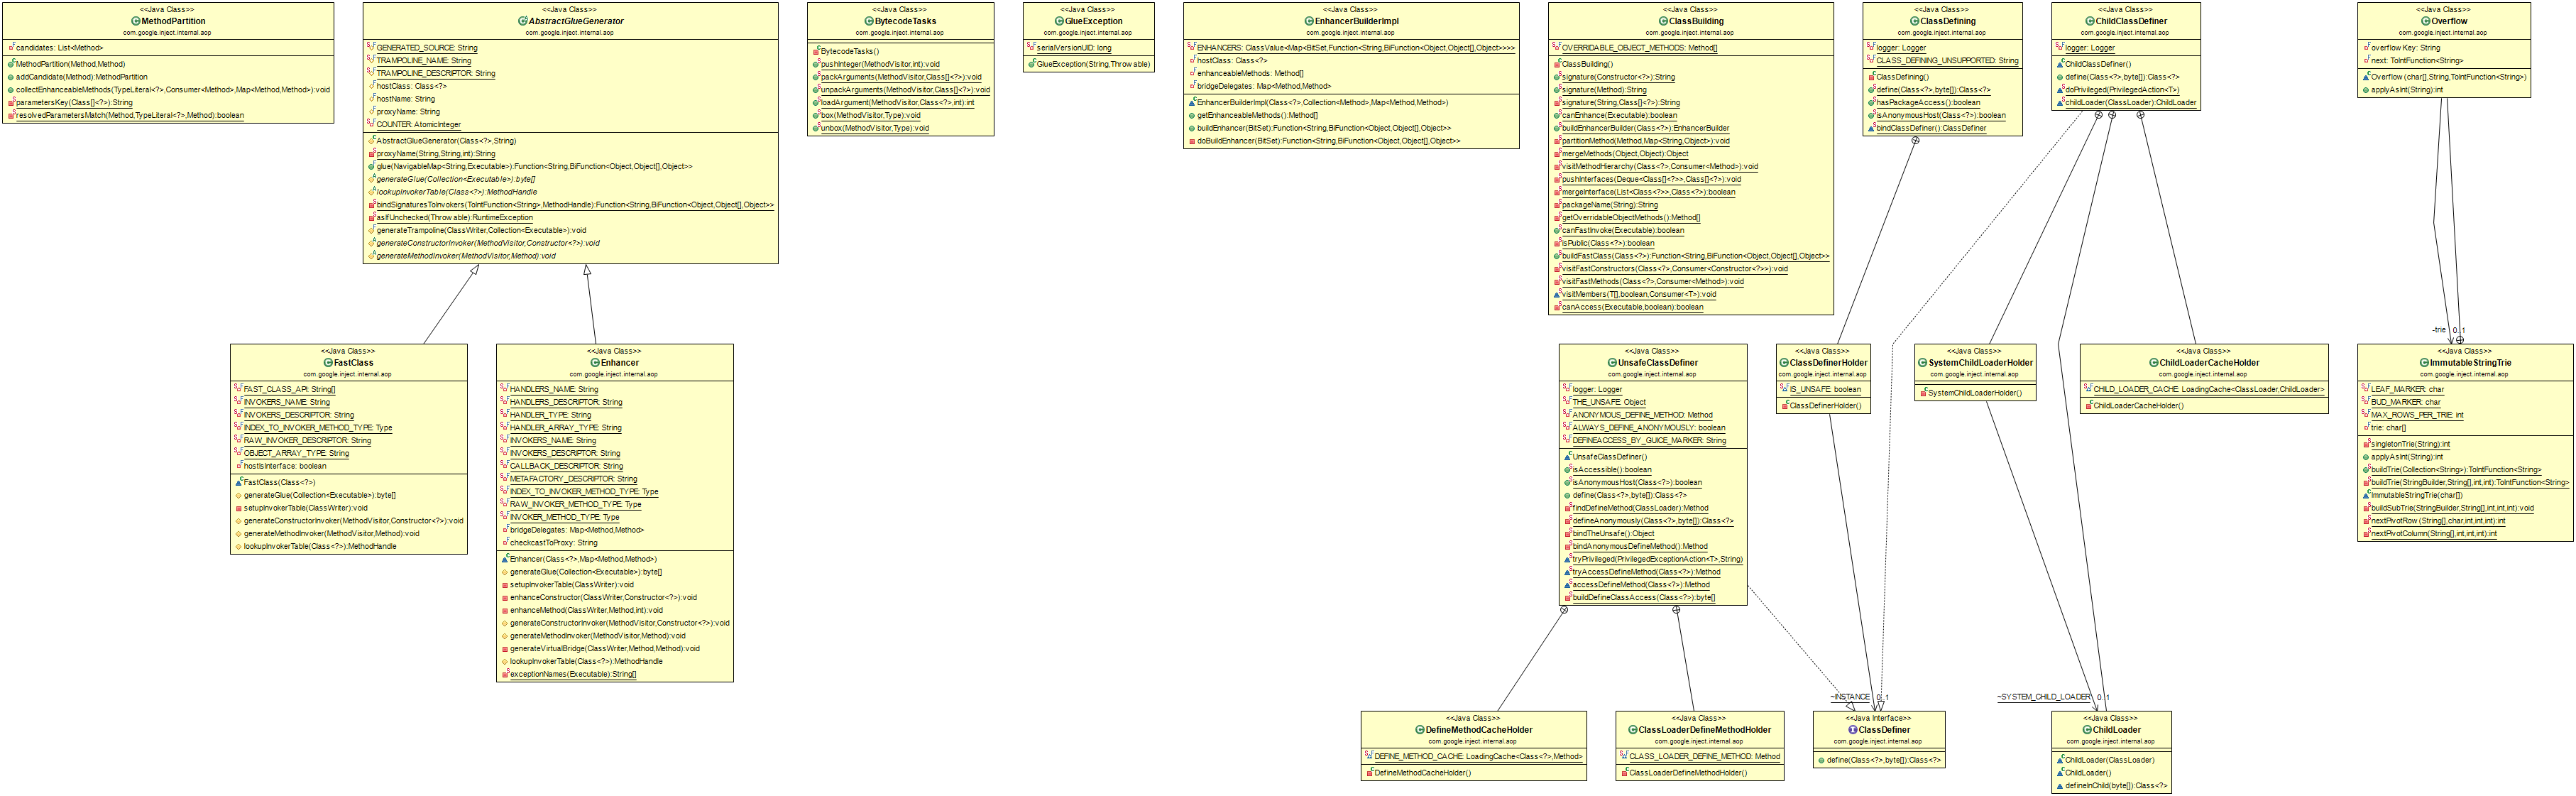 <<Java Class>>
MethodPartition
com.google.inject.internal.aop
candidates: List<Method>
MethodPartition(Method,Method)
addCandidate(Method):MethodPartition
collectEnhanceableMethods(TypeLiteral<?>,Consumer<Method>,Map<Method,Method>):void
parametersKey(Class[]<?>):String
resolvedParametersMatch(Method,TypeLiteral<?>,Method):boolean
<<Java Class>>
AbstractGlueGenerator
com.google.inject.internal.aop
GENERATED_SOURCE: String
TRAMPOLINE_NAME: String
TRAMPOLINE_DESCRIPTOR: String
hostClass: Class<?>
hostName: String
proxyName: String
COUNTER: AtomicInteger
AbstractGlueGenerator(Class<?>,String)
proxyName(String,String,int):String
glue(NavigableMap<String,Executable>):Function<String,BiFunction<Object,Object[],Object>>
generateGlue(Collection<Executable>):byte[]
lookupInvokerTable(Class<?>):MethodHandle
bindSignaturesToInvokers(ToIntFunction<String>,MethodHandle):Function<String,BiFunction<Object,Object[],Object>>
asIfUnchecked(Throwable):RuntimeException
generateTrampoline(ClassWriter,Collection<Executable>):void
generateConstructorInvoker(MethodVisitor,Constructor<?>):void
generateMethodInvoker(MethodVisitor,Method):void
<<Java Class>>
BytecodeTasks
com.google.inject.internal.aop
BytecodeTasks()
pushInteger(MethodVisitor,int):void
packArguments(MethodVisitor,Class[]<?>):void
unpackArguments(MethodVisitor,Class[]<?>):void
loadArgument(MethodVisitor,Class<?>,int):int
box(MethodVisitor,Type):void
unbox(MethodVisitor,Type):void
<<Java Class>>
GlueException
com.google.inject.internal.aop
serialVersionUID: long
GlueException(String,Throwable)
<<Java Class>>
EnhancerBuilderImpl
com.google.inject.internal.aop
ENHANCERS: ClassValue<Map<BitSet,Function<String,BiFunction<Object,Object[],Object>>>>
hostClass: Class<?>
enhanceableMethods: Method[]
bridgeDelegates: Map<Method,Method>
EnhancerBuilderImpl(Class<?>,Collection<Method>,Map<Method,Method>)
getEnhanceableMethods():Method[]
buildEnhancer(BitSet):Function<String,BiFunction<Object,Object[],Object>>
doBuildEnhancer(BitSet):Function<String,BiFunction<Object,Object[],Object>>
<<Java Class>>
ClassBuilding
com.google.inject.internal.aop
OVERRIDABLE_OBJECT_METHODS: Method[]
ClassBuilding()
signature(Constructor<?>):String
signature(Method):String
signature(String,Class[]<?>):String
canEnhance(Executable):boolean
buildEnhancerBuilder(Class<?>):EnhancerBuilder
partitionMethod(Method,Map<String,Object>):void
mergeMethods(Object,Object):Object
visitMethodHierarchy(Class<?>,Consumer<Method>):void
pushInterfaces(Deque<Class[]<?>>,Class[]<?>):void
mergeInterface(List<Class<?>>,Class<?>):boolean
packageName(String):String
getOverridableObjectMethods():Method[]
canFastInvoke(Executable):boolean
isPublic(Class<?>):boolean
buildFastClass(Class<?>):Function<String,BiFunction<Object,Object[],Object>>
visitFastConstructors(Class<?>,Consumer<Constructor<?>>):void
visitFastMethods(Class<?>,Consumer<Method>):void
visitMembers(T[],boolean,Consumer<T>):void
canAccess(Executable,boolean):boolean
<<Java Class>>
ClassDefining
com.google.inject.internal.aop
logger: Logger
CLASS_DEFINING_UNSUPPORTED: String
ClassDefining()
define(Class<?>,byte[]):Class<?>
hasPackageAccess():boolean
isAnonymousHost(Class<?>):boolean
bindClassDefiner():ClassDefiner
<<Java Class>>
ChildClassDefiner
com.google.inject.internal.aop
logger: Logger
ChildClassDefiner()
define(Class<?>,byte[]):Class<?>
doPrivileged(PrivilegedAction<T>)
childLoader(ClassLoader):ChildLoader
<<Java Class>>
Overflow
com.google.inject.internal.aop
overflowKey: String
next: ToIntFunction<String>
Overflow(char[],String,ToIntFunction<String>)
applyAsInt(String):int
-trie 0..1
<<Java Class>>
FastClass
com.google.inject.internal.aop
FAST_CLASS_API: String[]
INVOKERS_NAME: String
INVOKERS_DESCRIPTOR: String
INDEX_TO_INVOKER_METHOD_TYPE: Type
RAW_INVOKER_DESCRIPTOR: String
OBJECT_ARRAY_TYPE: String
hostIsInterface: boolean
FastClass(Class<?>)
generateGlue(Collection<Executable>):byte[]
setupInvokerTable(ClassWriter):void
generateConstructorInvoker(MethodVisitor,Constructor<?>):void
generateMethodInvoker(MethodVisitor,Method):void
lookupInvokerTable(Class<?>):MethodHandle
<<Java Class>>
Enhancer
com.google.inject.internal.aop
HANDLERS_NAME: String
HANDLERS_DESCRIPTOR: String
HANDLER_TYPE: String
HANDLER_ARRAY_TYPE: String
INVOKERS_NAME: String
INVOKERS_DESCRIPTOR: String
CALLBACK_DESCRIPTOR: String
METAFACTORY_DESCRIPTOR: String
INDEX_TO_INVOKER_METHOD_TYPE: Type
RAW_INVOKER_METHOD_TYPE: Type
INVOKER_METHOD_TYPE: Type
bridgeDelegates: Map<Method,Method>
checkcastToProxy: String
Enhancer(Class<?>,Map<Method,Method>)
generateGlue(Collection<Executable>):byte[]
setupInvokerTable(ClassWriter):void
enhanceConstructor(ClassWriter,Constructor<?>):void
enhanceMethod(ClassWriter,Method,int):void
generateConstructorInvoker(MethodVisitor,Constructor<?>):void
generateMethodInvoker(MethodVisitor,Method):void
generateVirtualBridge(ClassWriter,Method,Method):void
lookupInvokerTable(Class<?>):MethodHandle
exceptionNames(Executable):String[]
<<Java Class>>
UnsafeClassDefiner
com.google.inject.internal.aop
logger: Logger
THE_UNSAFE: Object
ANONYMOUS_DEFINE_METHOD: Method
ALWAYS_DEFINE_ANONYMOUSLY: boolean
DEFINEACCESS_BY_GUICE_MARKER: String
UnsafeClassDefiner()
isAccessible():boolean
isAnonymousHost(Class<?>):boolean
define(Class<?>,byte[]):Class<?>
findDefineMethod(ClassLoader):Method
defineAnonymously(Class<?>,byte[]):Class<?>
bindTheUnsafe():Object
bindAnonymousDefineMethod():Method
tryPrivileged(PrivilegedExceptionAction<T>,String)
tryAccessDefineMethod(Class<?>):Method
accessDefineMethod(Class<?>):Method
buildDefineClassAccess(Class<?>):byte[]
<<Java Class>>
ClassDefinerHolder
com.google.inject.internal.aop
IS_UNSAFE: boolean
ClassDefinerHolder()
<<Java Class>>
SystemChildLoaderHolder
com.google.inject.internal.aop
SystemChildLoaderHolder()
<<Java Class>>
ChildLoaderCacheHolder
com.google.inject.internal.aop
CHILD_LOADER_CACHE: LoadingCache<ClassLoader,ChildLoader>
ChildLoaderCacheHolder()
<<Java Class>>
ImmutableStringTrie
com.google.inject.internal.aop
LEAF_MARKER: char
BUD_MARKER: char
MAX_ROWS_PER_TRIE: int
trie: char[]
singletonTrie(String):int
applyAsInt(String):int
buildTrie(Collection<String>):ToIntFunction<String>
buildTrie(StringBuilder,String[],int,int):ToIntFunction<String>
ImmutableStringTrie(char[])
buildSubTrie(StringBuilder,String[],int,int,int):void
nextPivotRow(String[],char,int,int,int):int
nextPivotColumn(String[],int,int,int):int
~INSTANCE 0..1
~SYSTEM_CHILD_LOADER 0..1
<<Java Class>>
DefineMethodCacheHolder
com.google.inject.internal.aop
DEFINE_METHOD_CACHE: LoadingCache<Class<?>,Method>
DefineMethodCacheHolder()
<<Java Class>>
ClassLoaderDefineMethodHolder
com.google.inject.internal.aop
CLASS_LOADER_DEFINE_METHOD: Method
ClassLoaderDefineMethodHolder()
<<Java Interface>>
ClassDefiner
com.google.inject.internal.aop
define(Class<?>,byte[]):Class<?>
<<Java Class>>
ChildLoader
com.google.inject.internal.aop
ChildLoader(ClassLoader)
ChildLoader()
defineInChild(byte[]):Class<?>